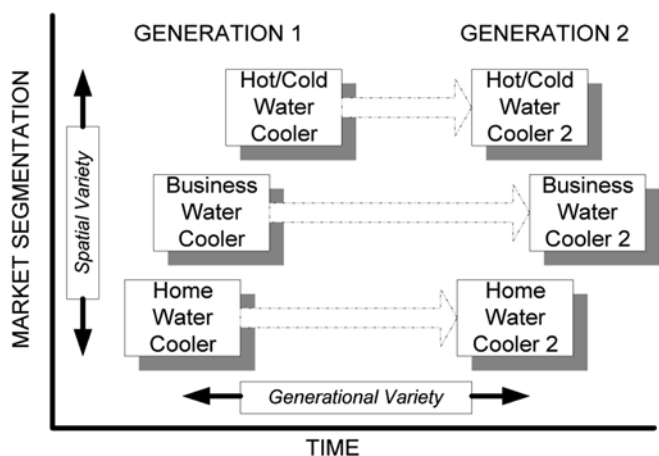 GENERATION 1
GENERATION 2
Hot/Cold
Water
Cooler
Hot/Cold
Water
Cooler 2
Business
Water
Cooler
Business
Water
Cooler 2
Home
Water
Cooler
Home
Water
Cooler 2
MARKET SEGMENTATION
Spatial Variety
Generational Variety
TIME